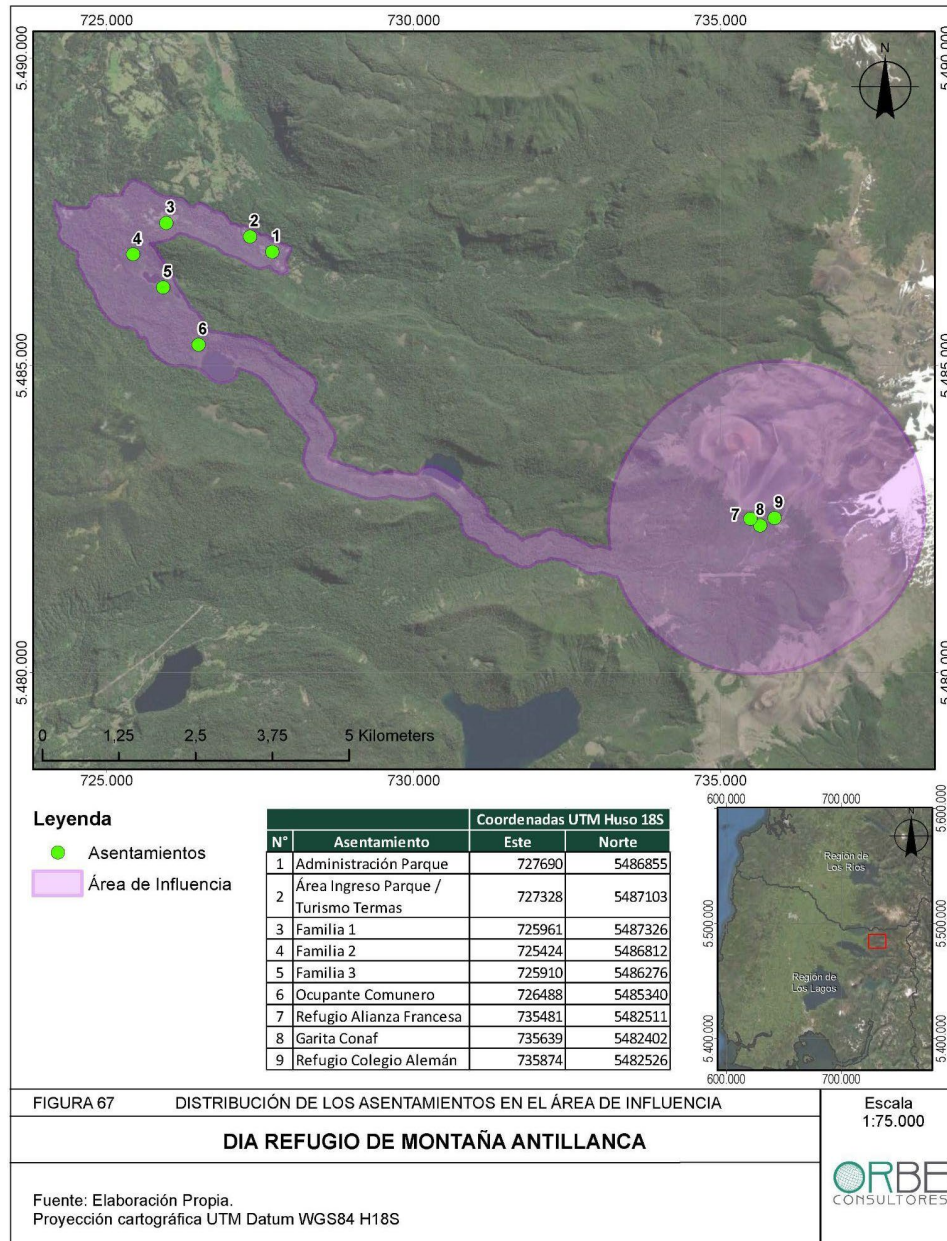 725.000 730.000 735.000
5.490.000 5.490.000
N
3
2
1
4
5
6
5.485.000 5.485.000
7 8 9
5.480.000 5.480.000
0 1,25 2,5 3,75 5 Kilometers
725.000 730.000 735.000
Leyenda
Asentamientos
Área de Influencia
Coordenadas UTM Huso 18S
N° Asentamiento Este Norte
1 Administración Parque 727690 5486855
2 Área Ingreso Parque / 727328 5487103
Turismo Termas
3 Familia 1 725961 5487326
4 Familia 2 725424 5486812
5 Familia 3 725910 5486276
6 Ocupante Comunero 726488 5485340
7 Refugio Alianza Francesa 735481 5482511
8 Garita Conaf 735639 5482402
9 Refugio Colegio Alemán 735874 5482526
600.000 700.000
5.600.000
N
Región de
Los Ríos
5.500.000 5.500.000
Región de
Los Lagos
5.400.000 5.400.000
600.000 700.000
FIGURA 67 DISTRIBUCIÓN DE LOS ASENTAMIENTOS EN EL ÁREA DE INFLUENCIA
DIA REFUGIO DE MONTAÑA ANTILLANCA
Fuente: Elaboración Propia.
Proyección cartográfica UTM Datum WGS84 H18S
Escala
1:75.000
ORBE
CONSULTORES